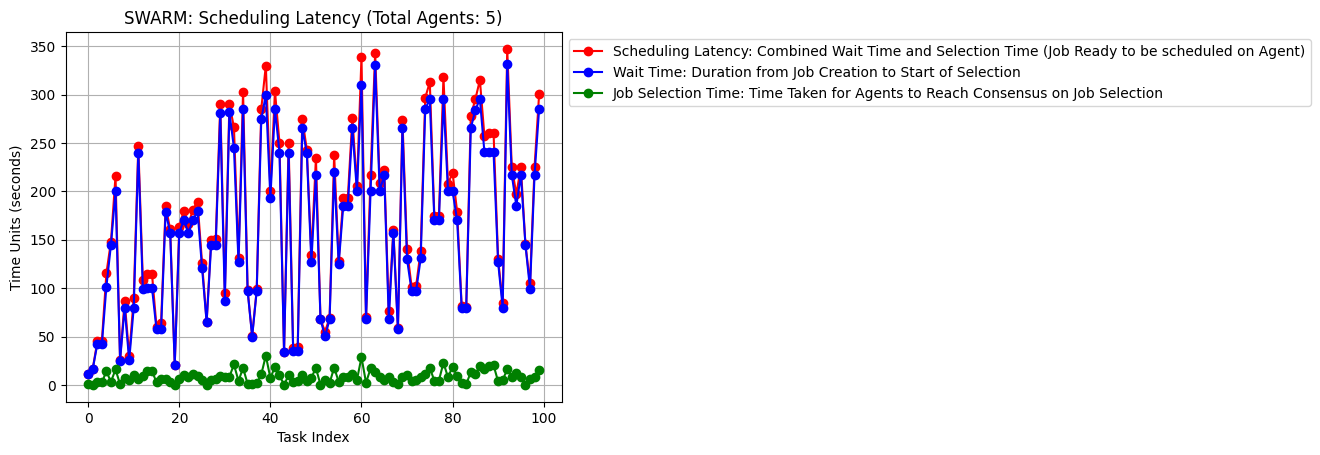 SWARM: Scheduling Latency (Total Agents: 5)
Scheduling Latency: Combined Wait Time and Selection Time (Job Ready to be scheduled on Agent)
Wait Time: Duration from Job Creation to Start of Selection
Job Selection Time: Time Taken for Agents to Reach Consensus on Job Selection
Time Units (seconds)
350
300
250
200
150
100
50
0
0 20 40 60 80 100
Task Index